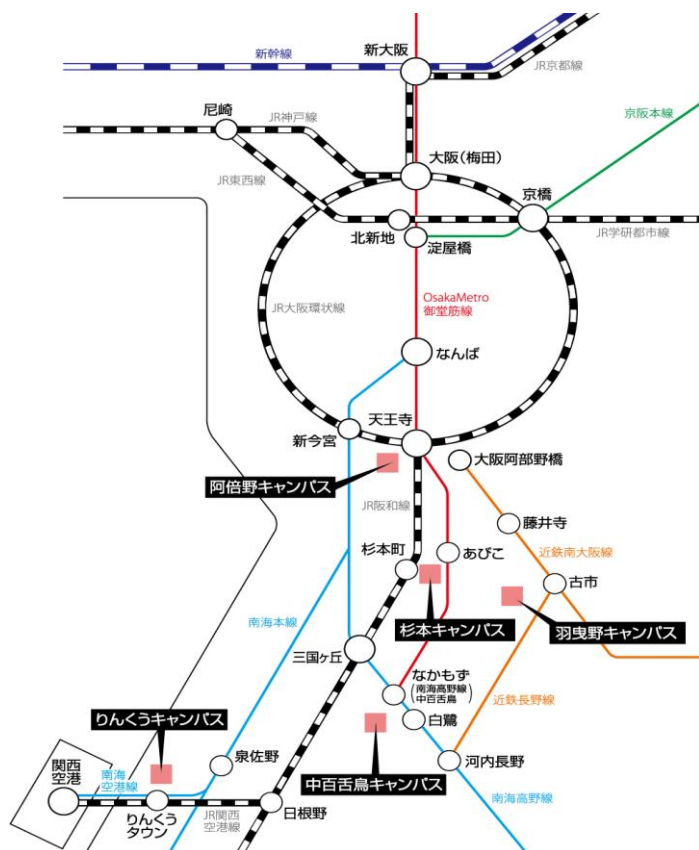 新幹線
新大阪
JR京都線
尼崎
JR神戸線
京阪本線
大阪(梅田)
JR東西線
京橋
北新地
淀屋橋
JR学研都市線
JR大阪環状線
OsakaMetro
御堂筋線
なんば
天王寺
新今宮
大阪阿部野橋
阿倍野キャンパス
JR阪和線
藤井寺
あびこ
近鉄南大阪線
杉本町
古市
南海本線
杉本キャンパス
羽曳野キャンパス
三国ヶ丘
なかもず
(南海高野線
中百舌鳥)
近鉄長野線
りんくうキャンパス
白鷺
泉佐野
関西
空港
南海
空港線
中百舌鳥キャンパス
河内長野
りんくう
タウン
JR関西
空港線
日根野
南海高野線